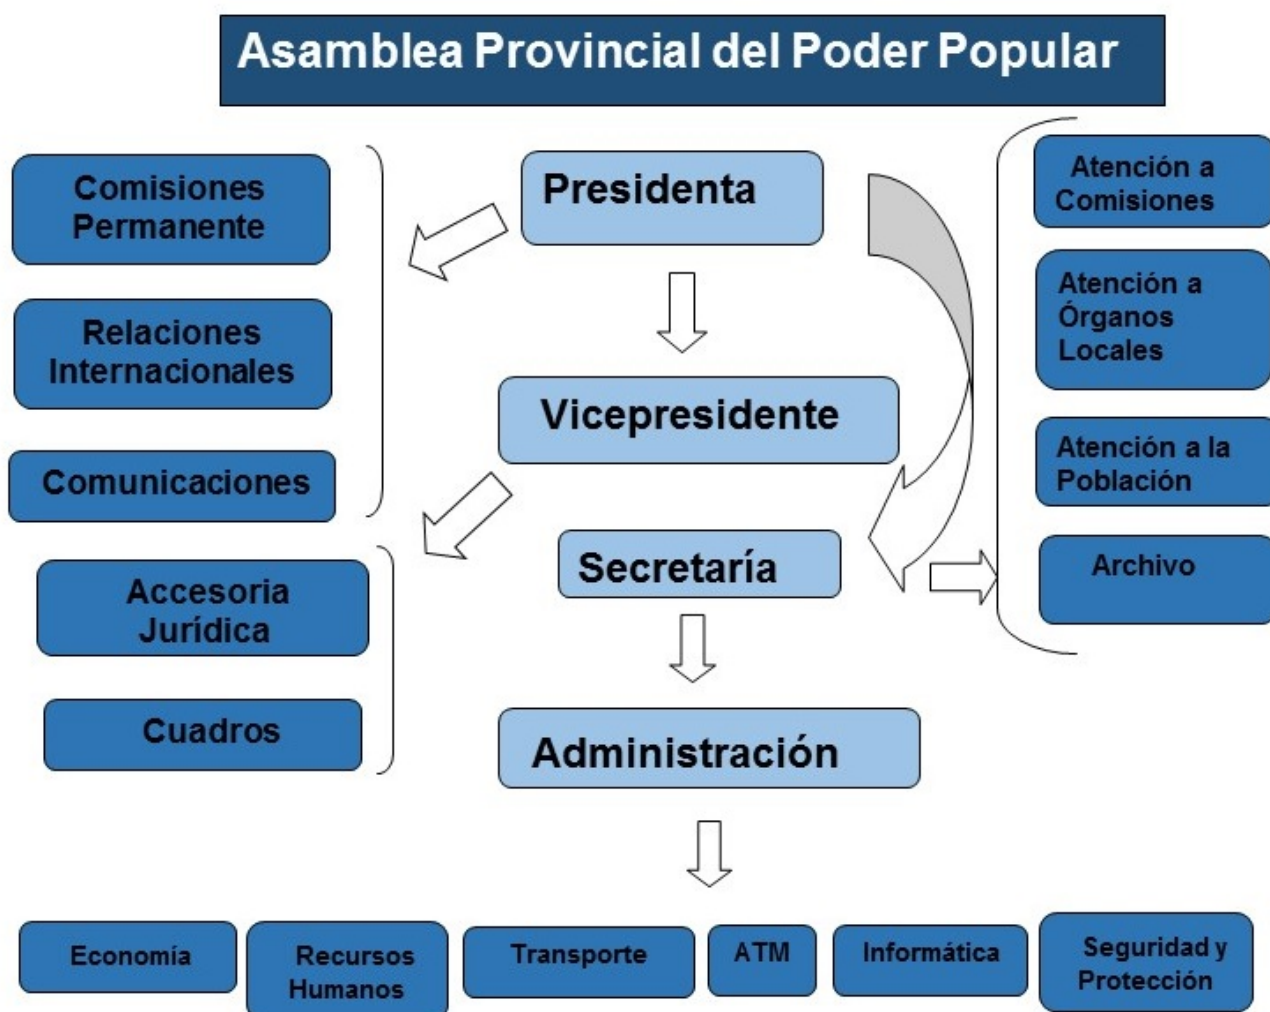 Asamblea Provincial del Poder Popular
Comisiones
Permanente
Relaciones
Internacionales
Comunicaciones
Accesoria
Jurídica
Cuadros
Presidenta
Vicepresidente
Secretaría
Administración
Atención a
Comisiones
Atención a
Órganos
Locales
Atención a la
Población
Archivo
Economía
Recursos
Humanos
Transporte
ATM
Informática
Seguridad y
Protección